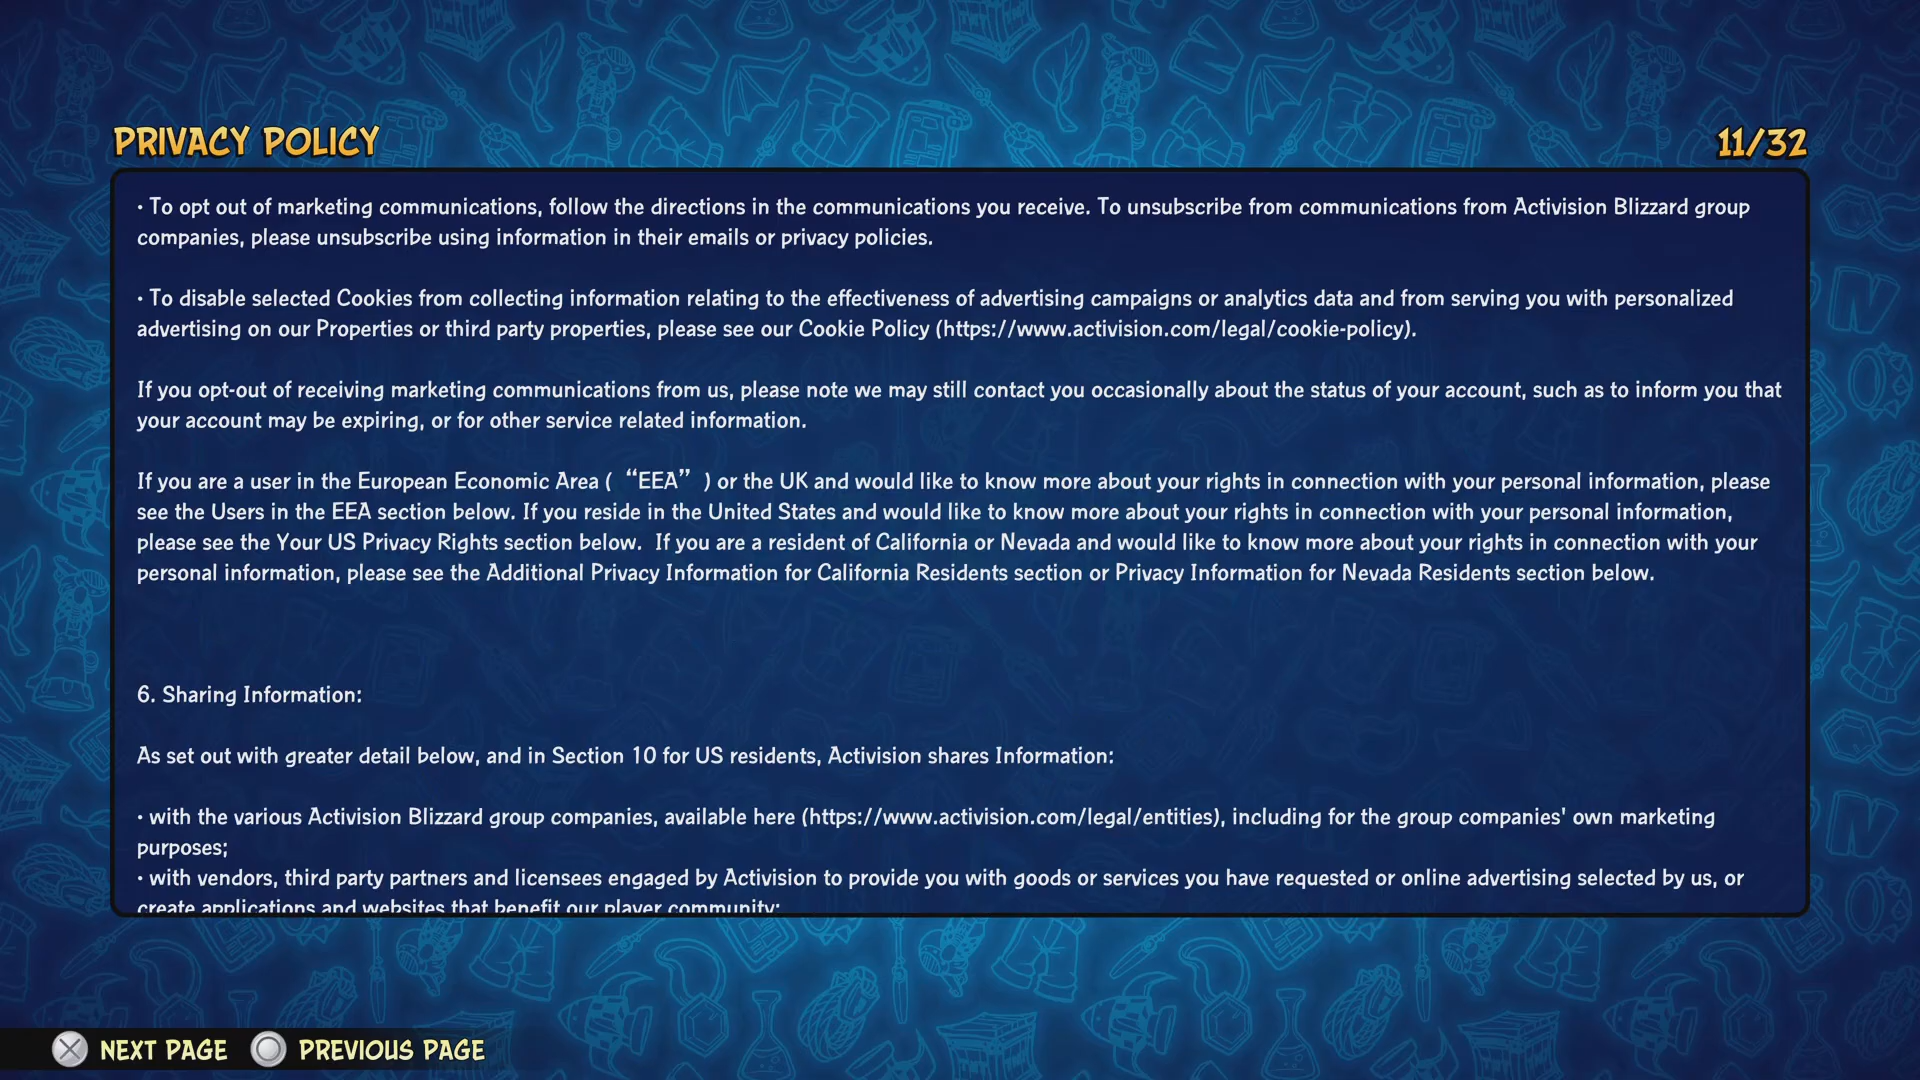 PRIVACY POLICY
11/32
• To opt out of marketing communications, follow the directions in the communications you receive. To unsubscribe from communications from Activision Blizzard group
companies, please unsubscribe using information in their emails or privacy policies.
• To disable selected Cookies from collecting information relating to the effectiveness of advertising campaigns or analytics data and from serving you with personalized
advertising on our Properties or third party properties, please see our Cookie Policy (https://www.activision.com/legal/cookie-policy).
If you opt-out of receiving marketing communications from us, please note we may still contact you occasionally about the status of your account, such as to inform you that
your account may be expiring, or for other service related information.
If you are a user in the European Economic Area ( “EEA” ) or the UK and would like to know more about your rights in connection with your personal information, please
see the Users in the EEA section below. If you reside in the United States and would like to know more about your rights in connection with your personal information,
please see the Your US Privacy Rights section below.  If you are a resident of California or Nevada and would like to know more about your rights in connection with your
personal information, please see the Additional Privacy Information for California Residents section or Privacy Information for Nevada Residents section below.
6. Sharing Information:
As set out with greater detail below, and in Section 10 for US residents, Activision shares Information:
• with the various Activision Blizzard group companies, available here (https://www.activision.com/legal/entities), including for the group companies' own marketing
purposes;
• with vendors, third party partners and licensees engaged by Activision to provide you with goods or services you have requested or online advertising selected by us, or
create applications and websites that benefit our player community;
NEXT PAGE
PREVIOUS PAGE